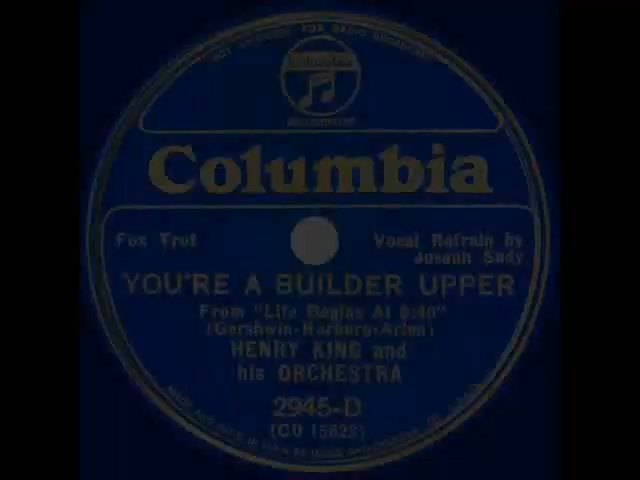 Columbia
Columbia
Fox Trot
Vocal Refrain by
Joseph Sudy
YOU'RE A BUILDER UPPER
From "Life Begins At 8:40"
(Gershwin-Harburg-Arlen)
HENRY KING and
his ORCHESTRA
2945-D